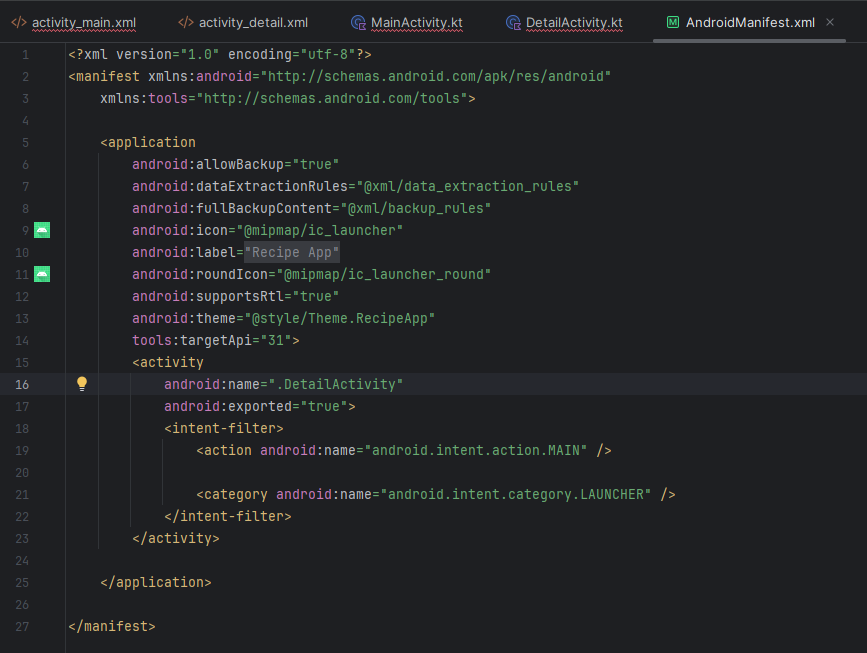 activity_main.xml activity_detail.xml MainActivity.kt DetailActivity.kt AndroidManifest.xml
1 <?xml version="1.0" encoding="utf-8"?>
2 <manifest xmlns:android="http://schemas.android.com/apk/res/android"
3 xmlns:tools="http://schemas.android.com/tools">
4
5 <application
6 android:allowBackup="true"
7 android:dataExtractionRules="@xml/data_extraction_rules"
8 android:fullBackupContent="@xml/backup_rules"
9 android:icon="@mipmap/ic_launcher"
10 android:label="Recipe App"
11 android:roundIcon="@mipmap/ic_launcher_round"
12 android:supportsRtl="true"
13 android:theme="@style/Theme.RecipeApp"
14 tools:targetApi="31">
15 <activity
16 android:name=".DetailActivity"
17 android:exported="true">
18 <intent-filter>
19 <action android:name="android.intent.action.MAIN" />
20
21 <category android:name="android.intent.category.LAUNCHER" />
22 </intent-filter>
23 </activity>
24
25 </application>
26
27 </manifest>